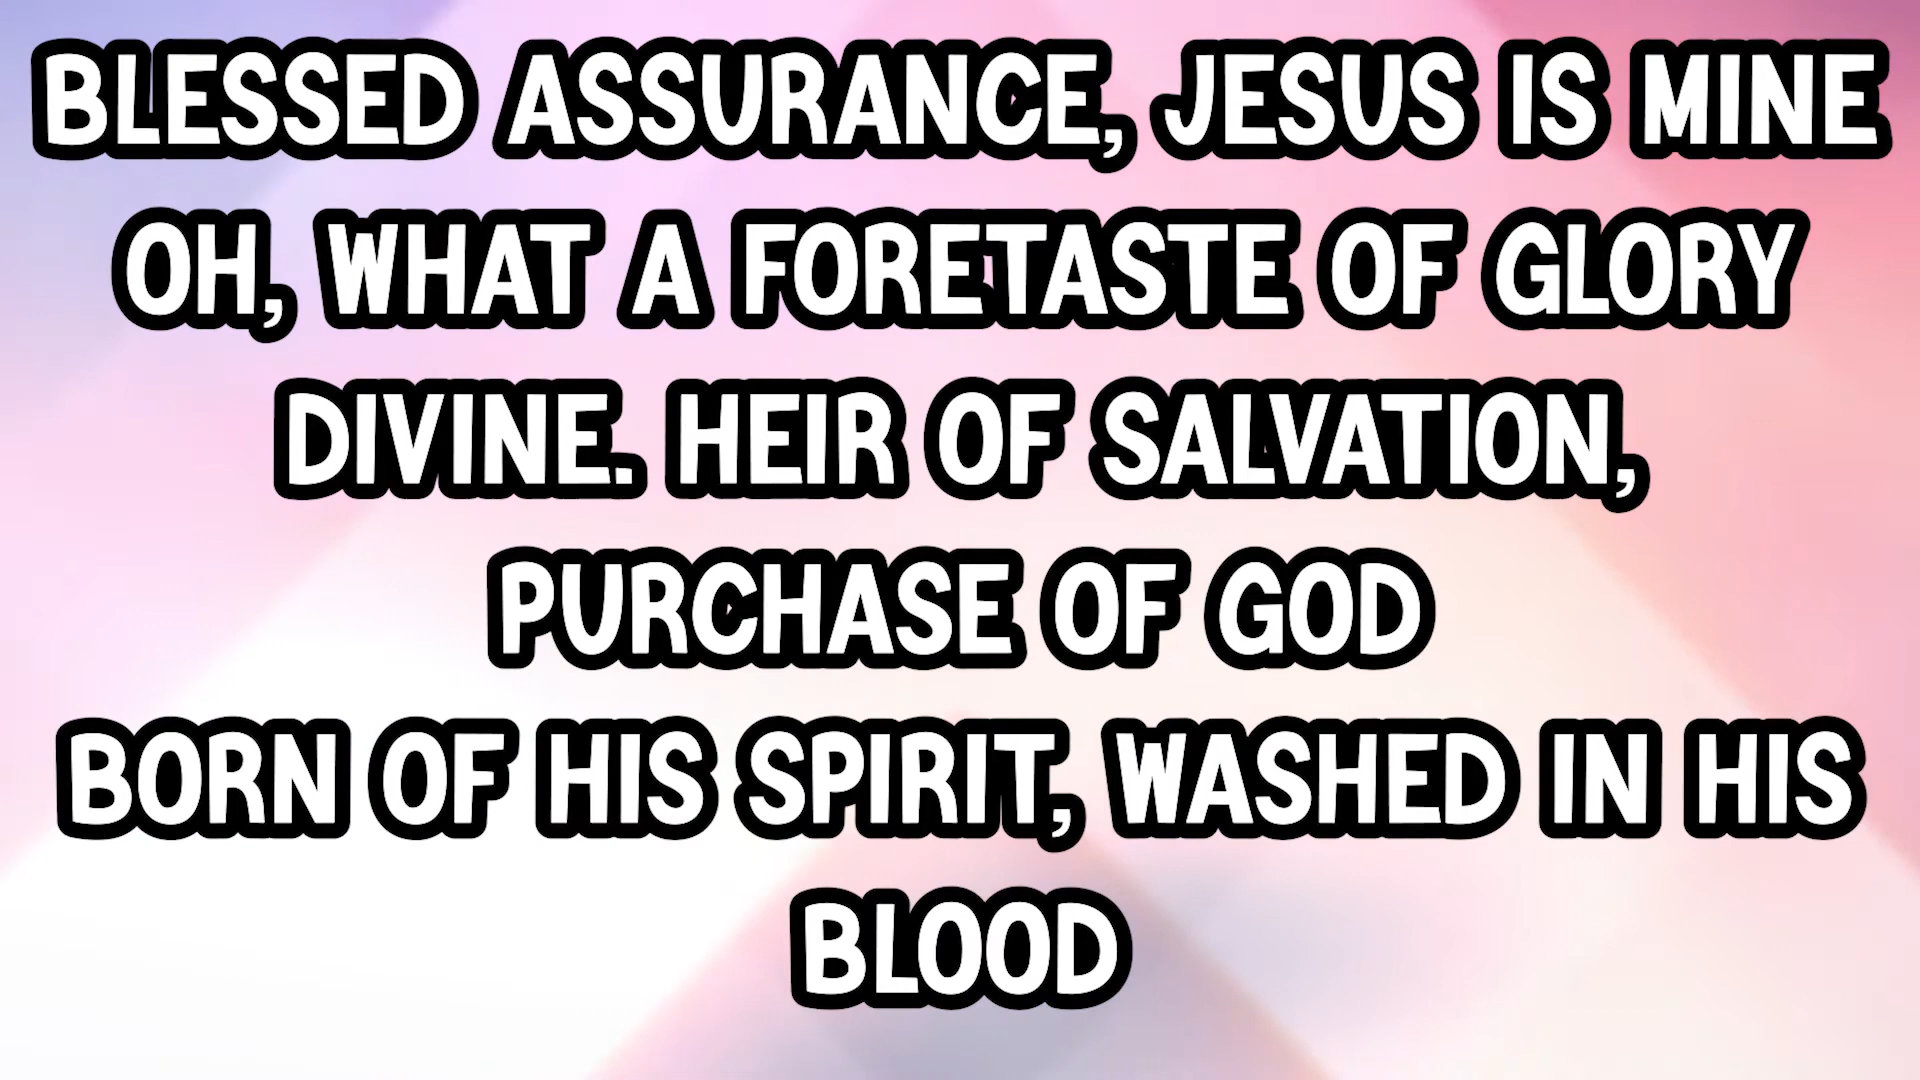 BLESSED ASSURANCE, JESUS IS MINE
OH, WHAT A FORETASTE OF GLORY
DIVINE. HEIR OF SALVATION,
PURCHASE OF GOD
BORN OF HIS SPIRIT, WASHED IN HIS
BLOOD